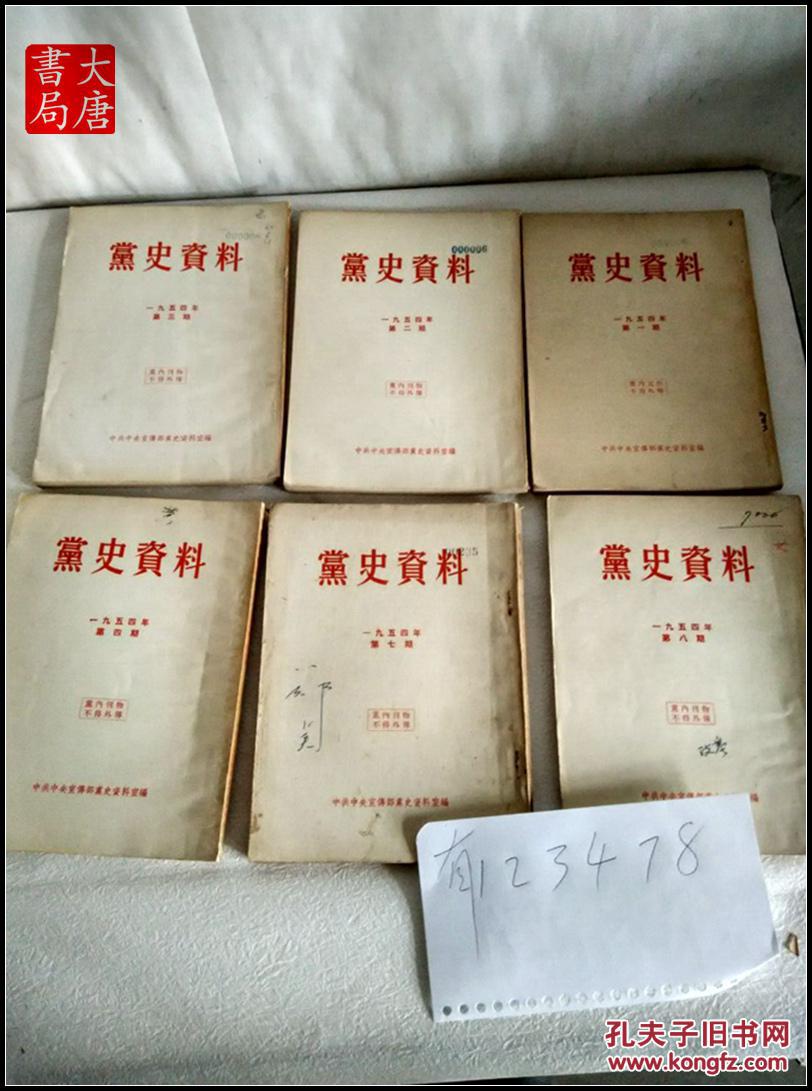 大唐
書局
黨史資料
一九五四年
第三期
黨內刊物
不得外傳
中共中央宣傳部黨史資料室編
黨史資料
一九五四年
第二期
黨內刊物
不得外傳
中共中央宣傳部黨史資料室編
黨史資料
一九五四年
第一期
黨內文件
不得外傳
中共中央宣傳部黨史資料室編
黨史資料
一九五四年
第四期
黨內刊物
不得外傳
中共中央宣傳部黨史資料室編
黨史資料
一九五四年
第七期
黨內刊物
不得外傳
中共中央宣傳部黨史資料室編
黨史資料
一九五四年
第八期
黨內刊物
不得外傳
中共中央宣傳部黨
有123478
孔夫子旧书网
www.kongfz.com